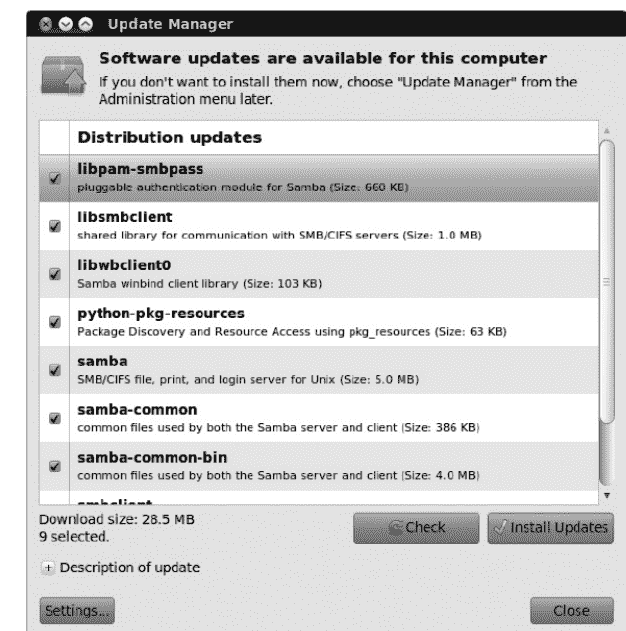 Update Manager
Software updates are available for this computer
If you don't want to install them now, choose "Update Manager" from the
Administration menu later.
Distribution updates
libpam-smbpass
pluggable authentication module for Samba (Size: 660 KB)
libsmbclient
shared library for communication with SMB/CIFS servers (Size: 1.0 MB)
libwbclient0
Samba winbind client library (Size: 103 KB)
python-pkg-resources
Package Discovery and Resource Access using pkg_resources (Size: 63 KB)
samba
SMB/CIFS file, print, and login server for Unix (Size: 5.0 MB)
samba-common
common files used by both the Samba server and client (Size: 386 KB)
samba-common-bin
common files used by both the Samba server and client (Size: 4.0 MB)
smbclient
Download size: 28.5 MB
9 selected.
Check
Install Updates
Description of update
Settings...
Close